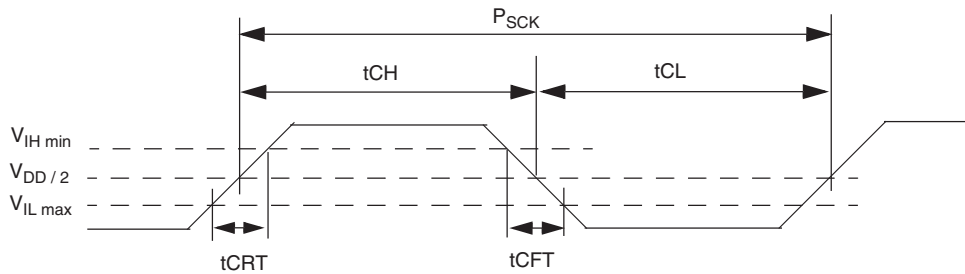 PSCK
tCH
tCL
VIH min
VDD / 2
VIL max
tCRT
tCFT